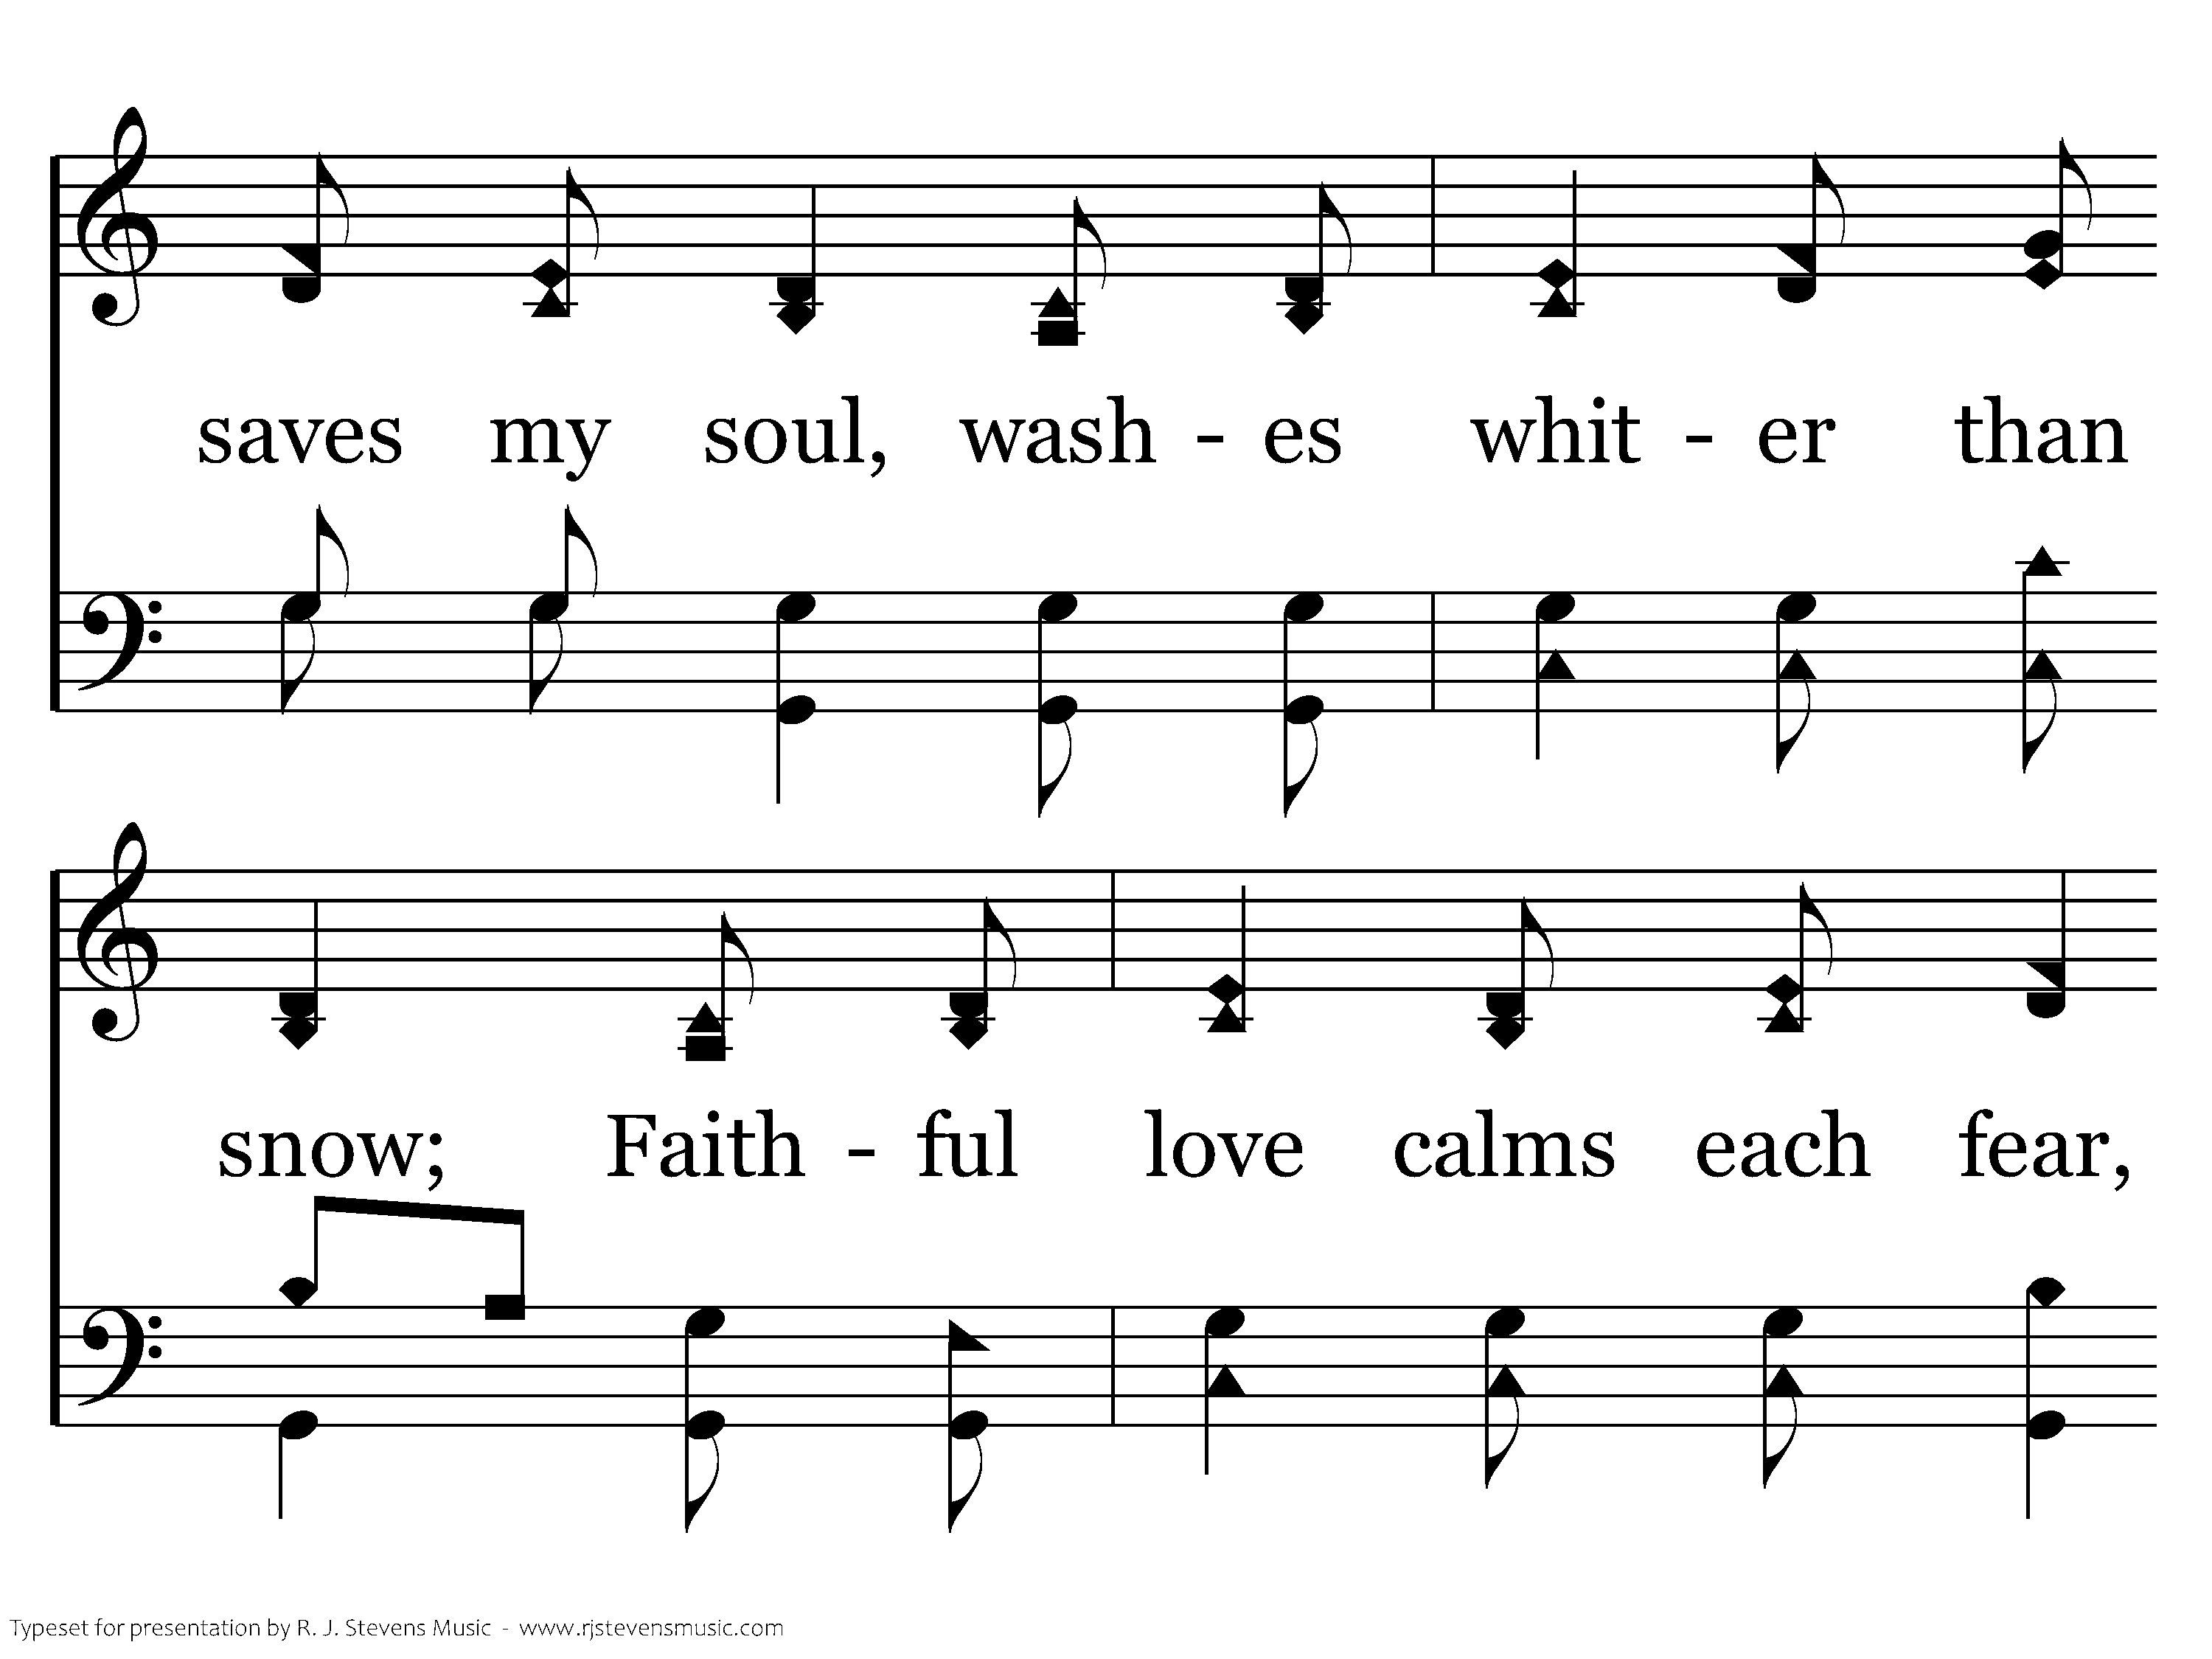 saves my soul, wash - es whit - er than
snow; Faith - ful love calms each fear,
Typeset for presentation by R. J. Stevens Music - www.rjstevensmusic.com